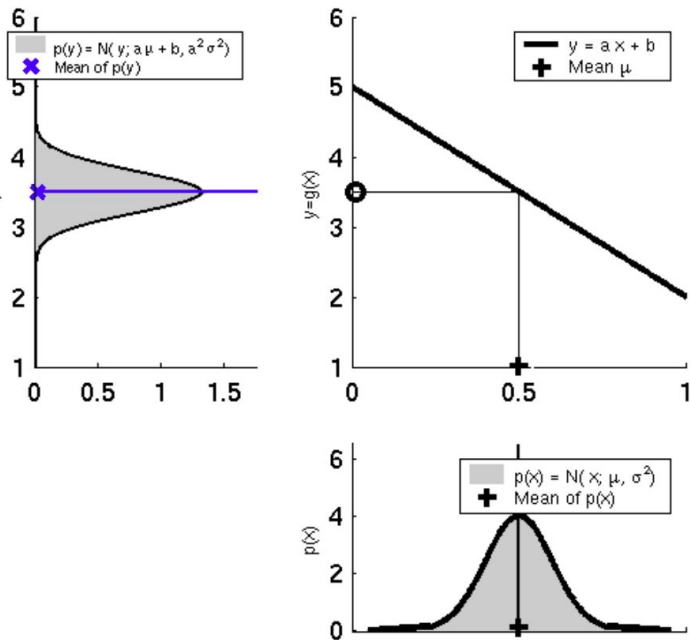 6
p(y) = N( y; a μ + b, a² σ²)
Mean of p(y)
5
4
3
2
1
0 0.5 1 1.5
6
y = a x + b
Mean μ
5
4
3
2
1
y=g(x)
0 0.5 1
6
p(x) = N( x; μ, σ²)
Mean of p(x)
4
2
0
p(x)